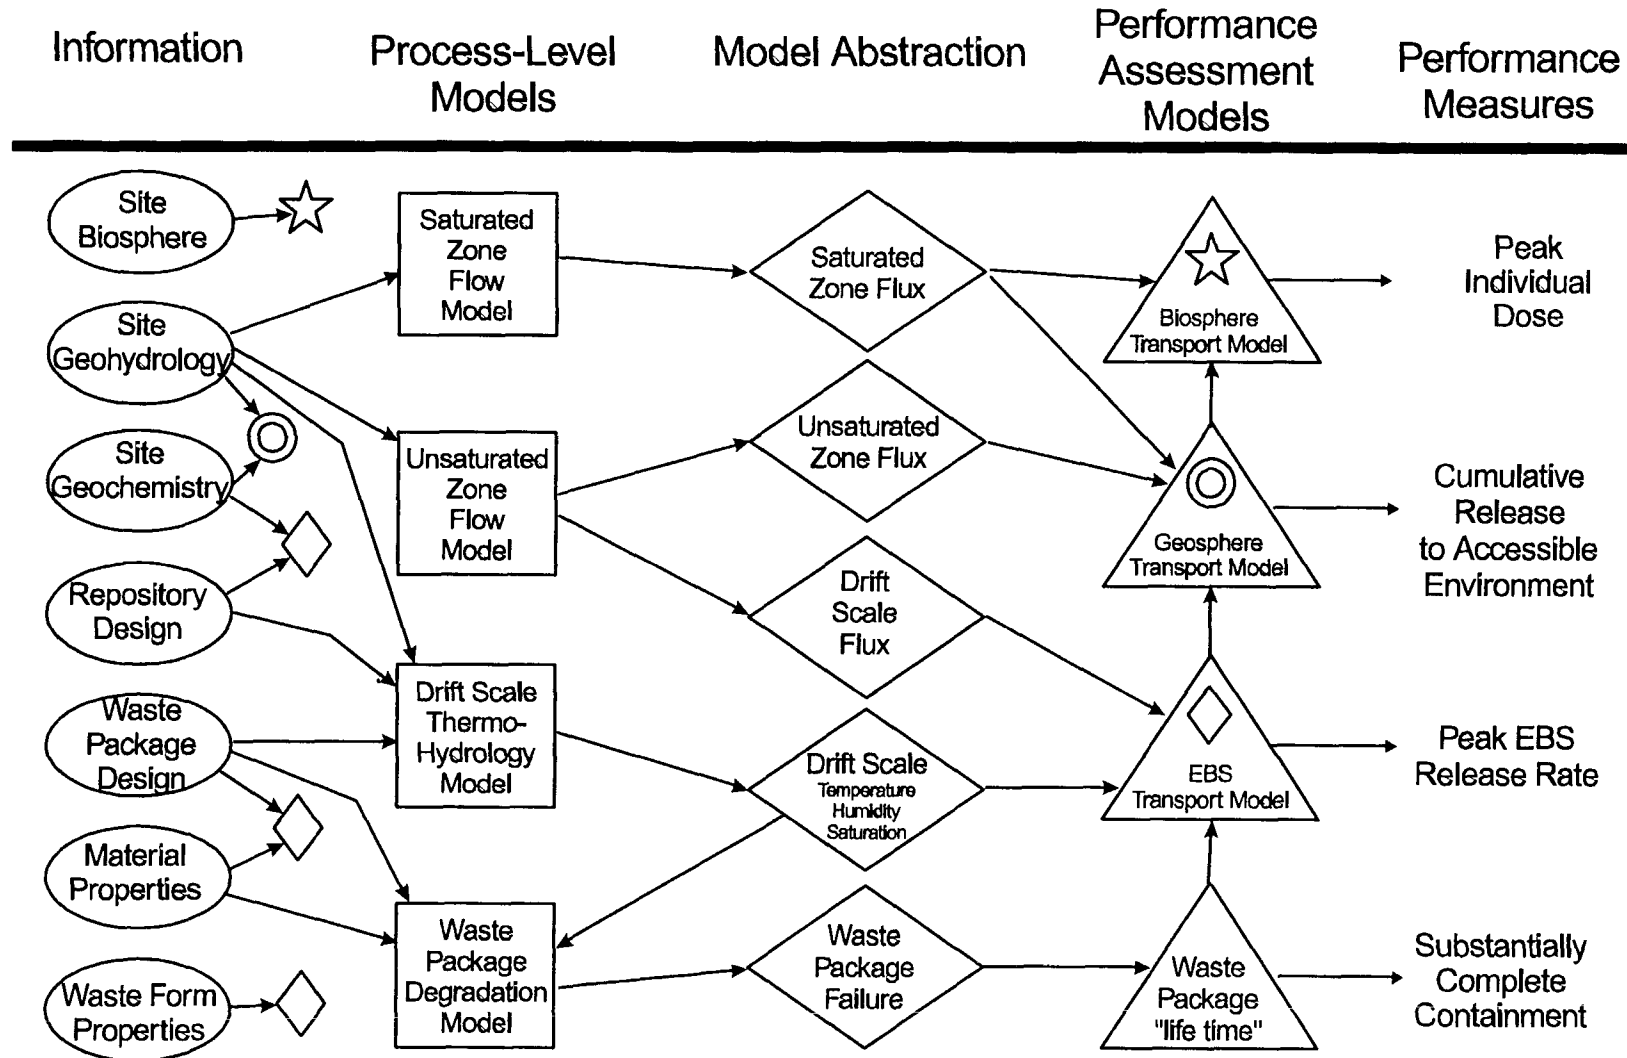 Information
Process-Level
Models
Model Abstraction
Performance
Assessment
Models
Performance
Measures
Site
Biosphere
Site
Geohydrology
Site
Geochemistry
Repository
Design
Waste
Package
Design
Material
Properties
Waste Form
Properties
Saturated
Zone
Flow
Model
Unsaturated
Zone
Flow
Model
Drift Scale
Thermo-
Hydrology
Model
Waste
Package
Degradation
Model
Saturated
Zone Flux
Unsaturated
Zone Flux
Drift
Scale
Flux
Drift Scale
Temperature
Humidity
Saturation
Waste
Package
Failure
Biosphere
Transport Model
Geosphere
Transport Model
EBS
Transport Model
Waste
Package
"life time"
Peak
Individual
Dose
Cumulative
Release
to Accessible
Environment
Peak EBS
Release Rate
Substantially
Complete
Containment